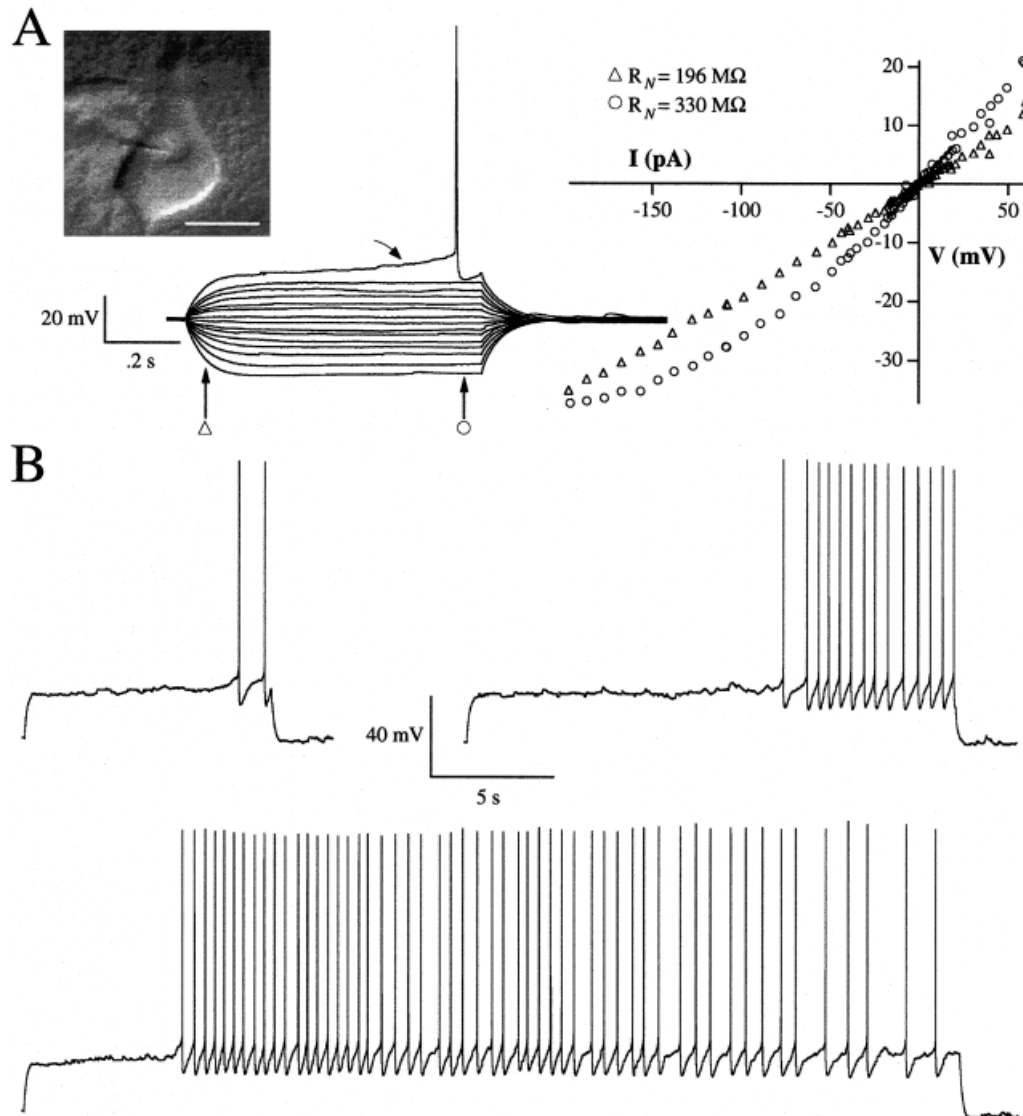 A
△ R_N = 196 MΩ
○ R_N = 330 MΩ
I (pA)
V (mV)
-150
-100
-50
50
20
10
-10
-20
-30
20 mV
.2 s
△
○
B
40 mV
5 s